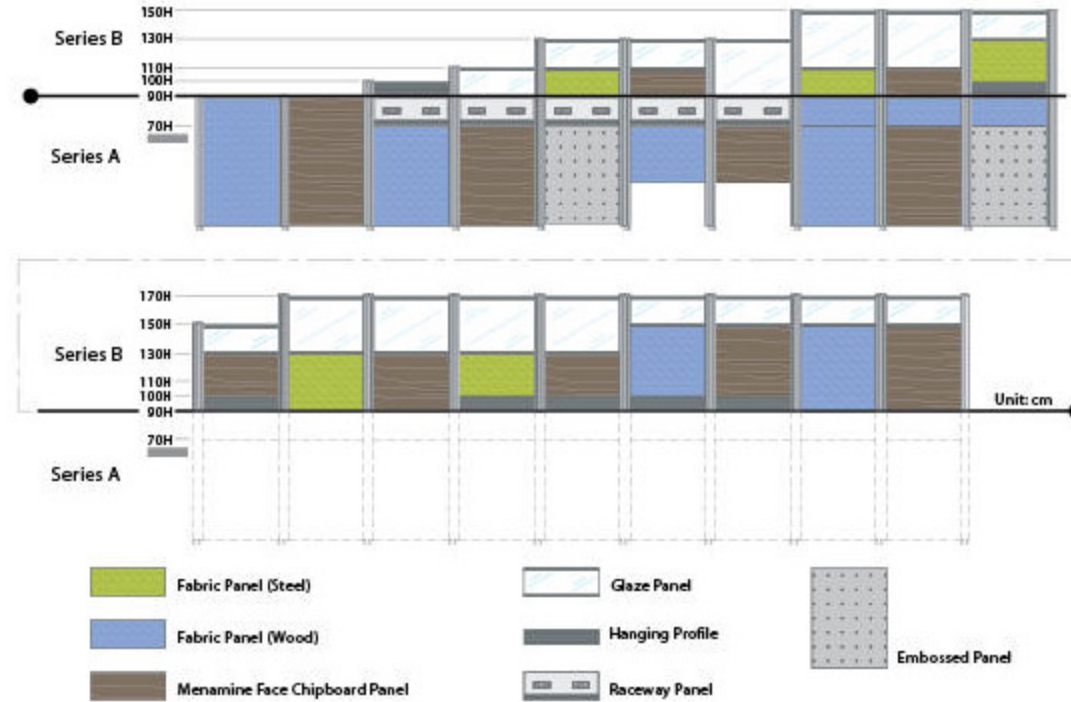 150H
Series B
130H
110H
100H
90H
70H
Series A
170H
150H
Series B
130H
110H
100H
90H
Unit: cm
70H
Series A
Fabric Panel (Steel)
Glaze Panel
Fabric Panel (Wood)
Hanging Profile
Embossed Panel
Menamine Face Chipboard Panel
Raceway Panel